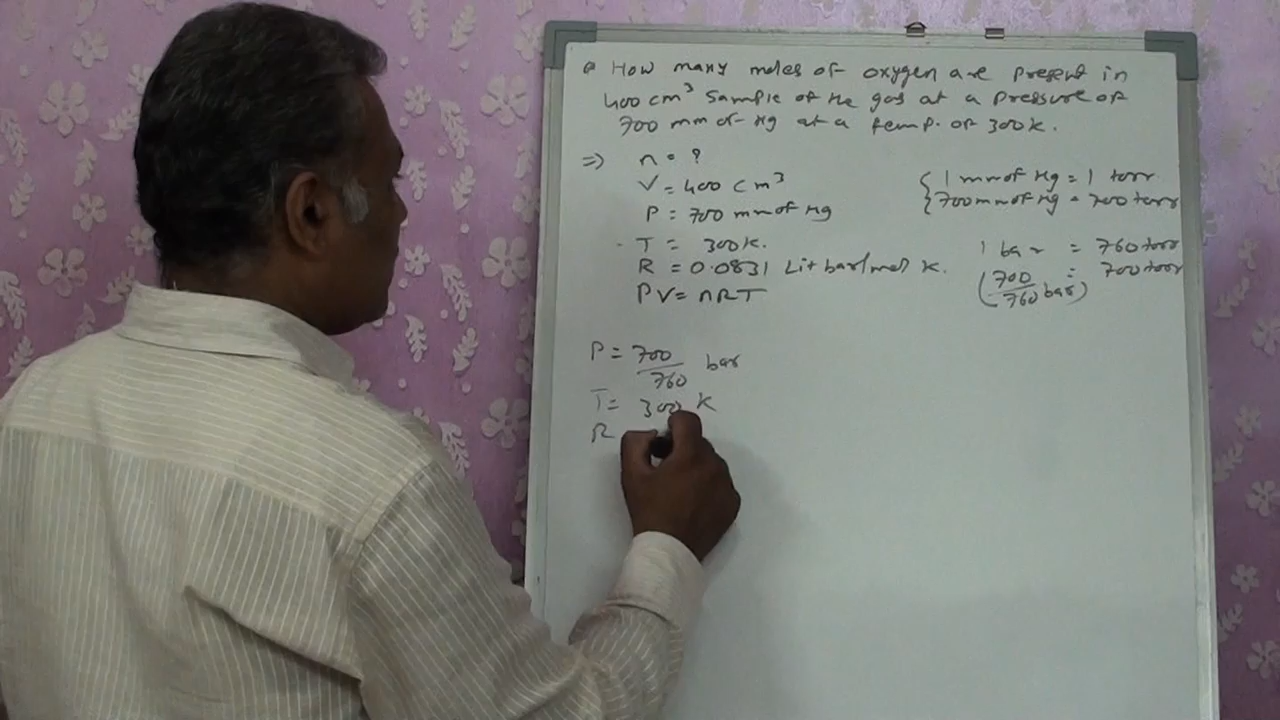 How many moles of oxygen are present in
400 cm³ sample of the gas at a pressure of
700 mm of Hg at a temp. of 300k.
=) n = ?
V = 400 cm³
P = 700 mm of Hg
T = 300k.
R = 0.0831 Lit bar/mol K.
PV = nRT
{ 1 mm of Hg = 1 torr
{ 700 mm of Hg = 700 torr
1 bar = 760 torr
(700/760 bar) = 700 torr
P = 700/760 bar
T = 300 K
R